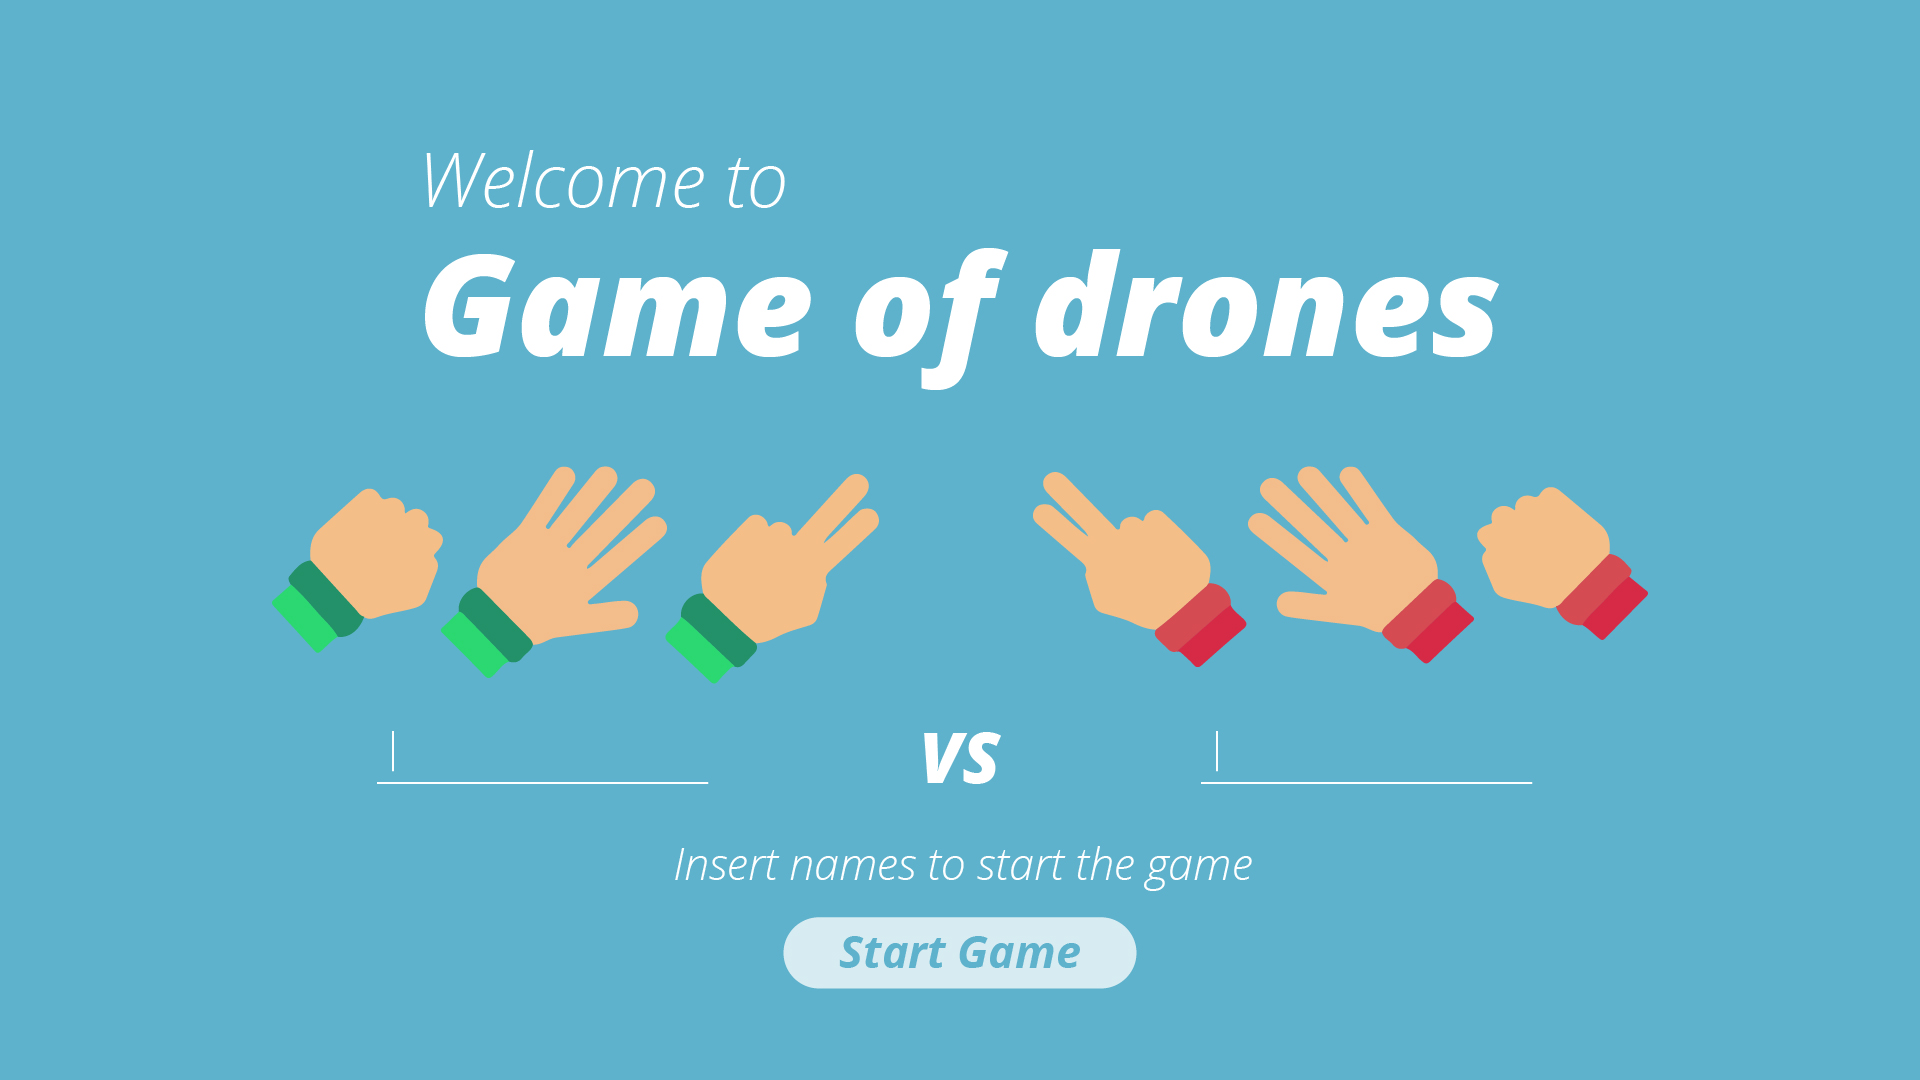 Welcome to
Game of drones
vs
Insert names to start the game
Start Game